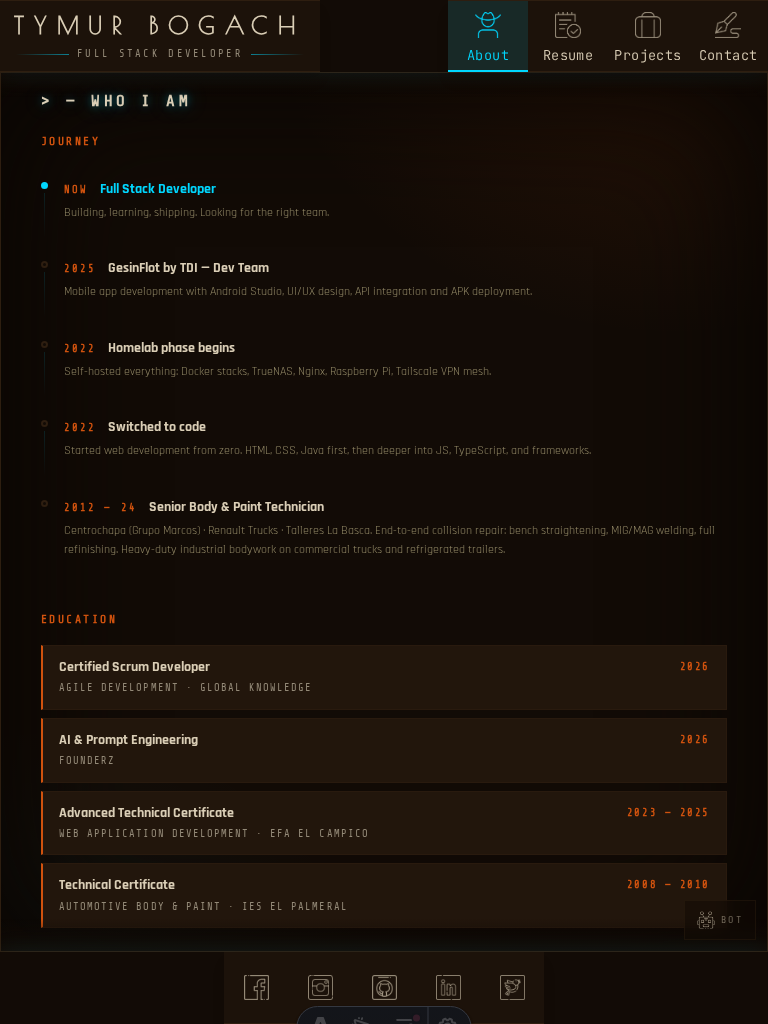 TYMUR BOGACH
FULL STACK DEVELOPER
About
Resume
Projects
Contact
> — WHO I AM
JOURNEY
NOW Full Stack Developer
Building, learning, shipping. Looking for the right team.
2025 GesinFlot by TDI — Dev Team
Mobile app development with Android Studio, UI/UX design, API integration and APK deployment.
2022 Homelab phase begins
Self-hosted everything: Docker stacks, TrueNAS, Nginx, Raspberry Pi, Tailscale VPN mesh.
2022 Switched to code
Started web development from zero. HTML, CSS, Java first, then deeper into JS, TypeScript, and frameworks.
2012 — 24 Senior Body & Paint Technician
Centrochapa (Grupo Marcos) · Renault Trucks · Talleres La Basca. End-to-end collision repair: bench straightening, MIG/MAG welding, full
refinishing. Heavy-duty industrial bodywork on commercial trucks and refrigerated trailers.
EDUCATION
Certified Scrum Developer 2026
AGILE DEVELOPMENT · GLOBAL KNOWLEDGE
AI & Prompt Engineering 2026
FOUNDERZ
Advanced Technical Certificate 2023 — 2025
WEB APPLICATION DEVELOPMENT · EFA EL CAMPICO
Technical Certificate 2008 — 2010
AUTOMOTIVE BODY & PAINT · IES EL PALMERAL
BOT